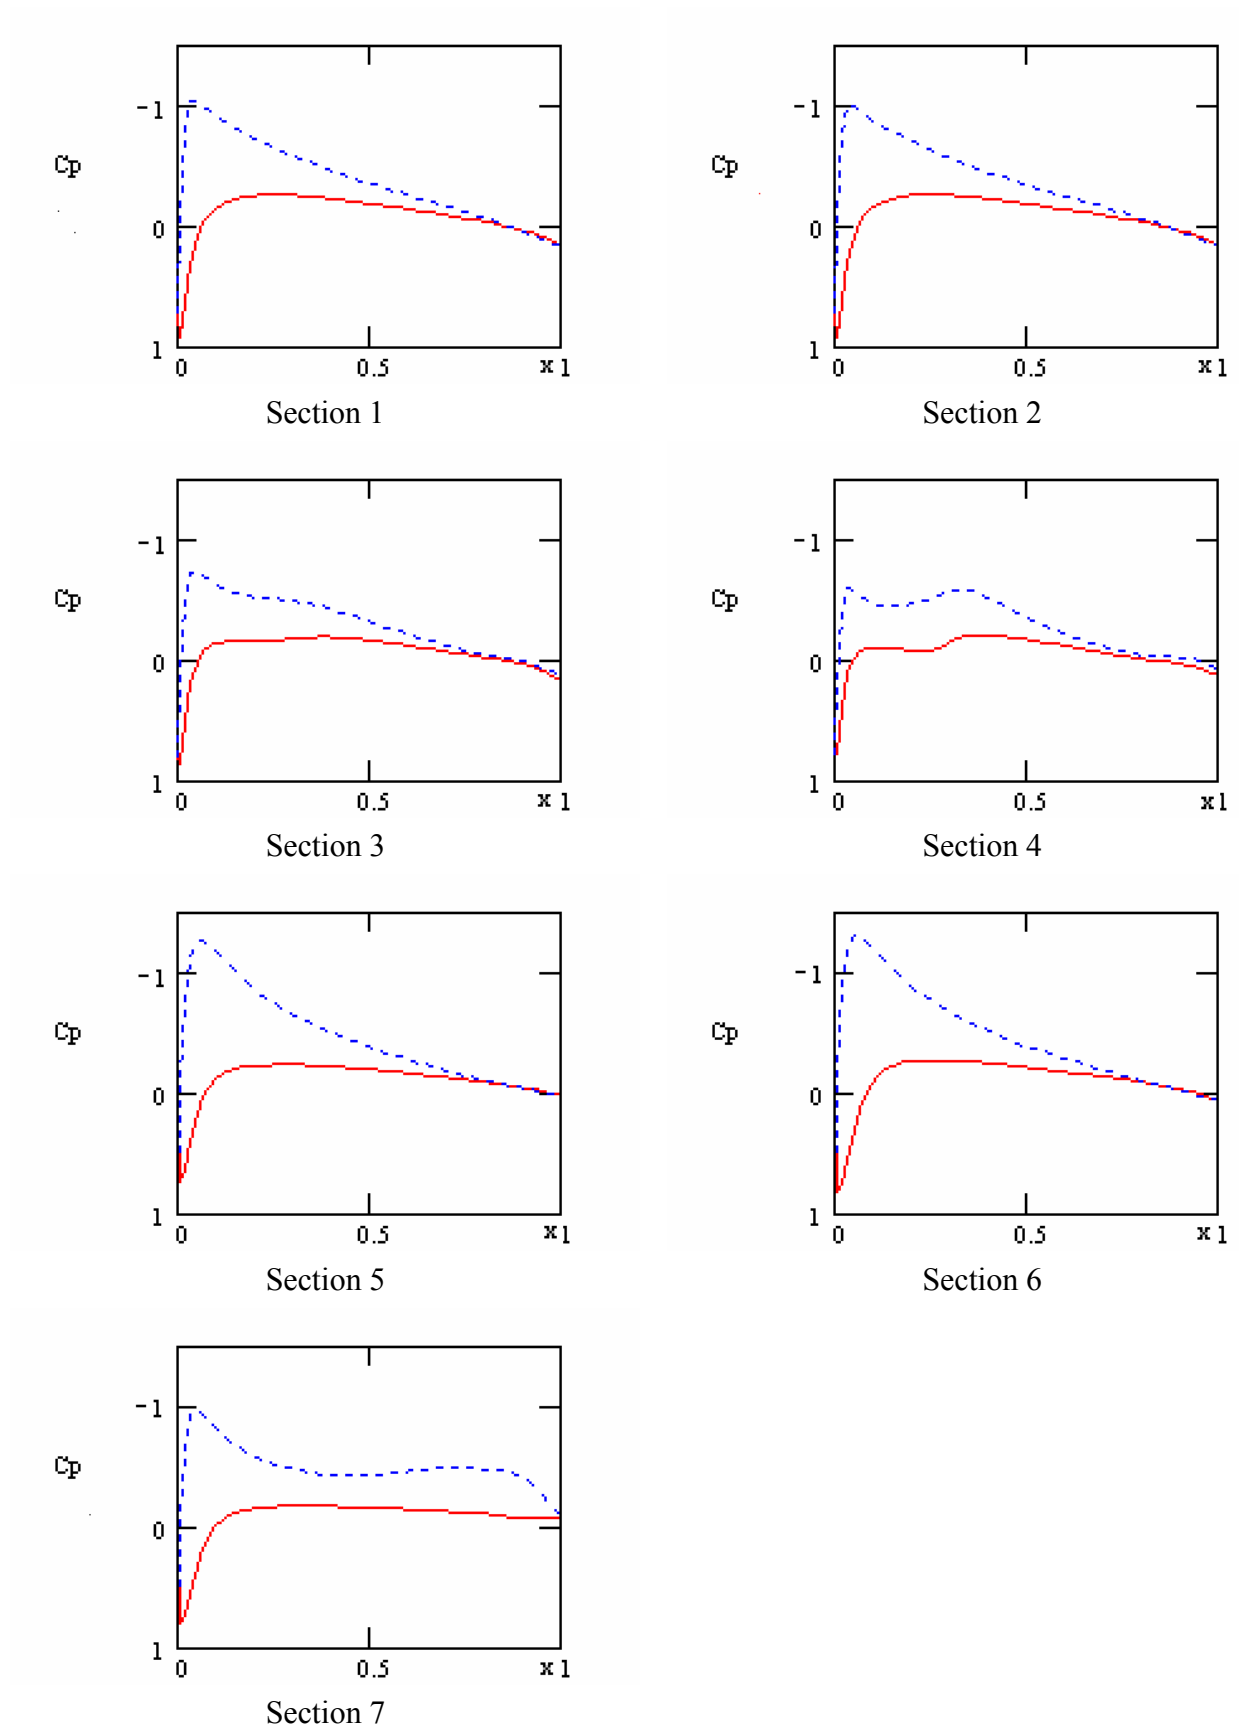 -1 -1
Cp Cp
0 0
1 1
0 0.5 x 1 0 0.5 x 1
Section 1 Section 2
-1 -1
Cp Cp
0 0
1 1
0 0.5 x 1 0 0.5 x 1
Section 3 Section 4
-1 -1
Cp Cp
0 0
1 1
0 0.5 x 1 0 0.5 x 1
Section 5 Section 6
-1
Cp
0
1
0 0.5 x 1
Section 7